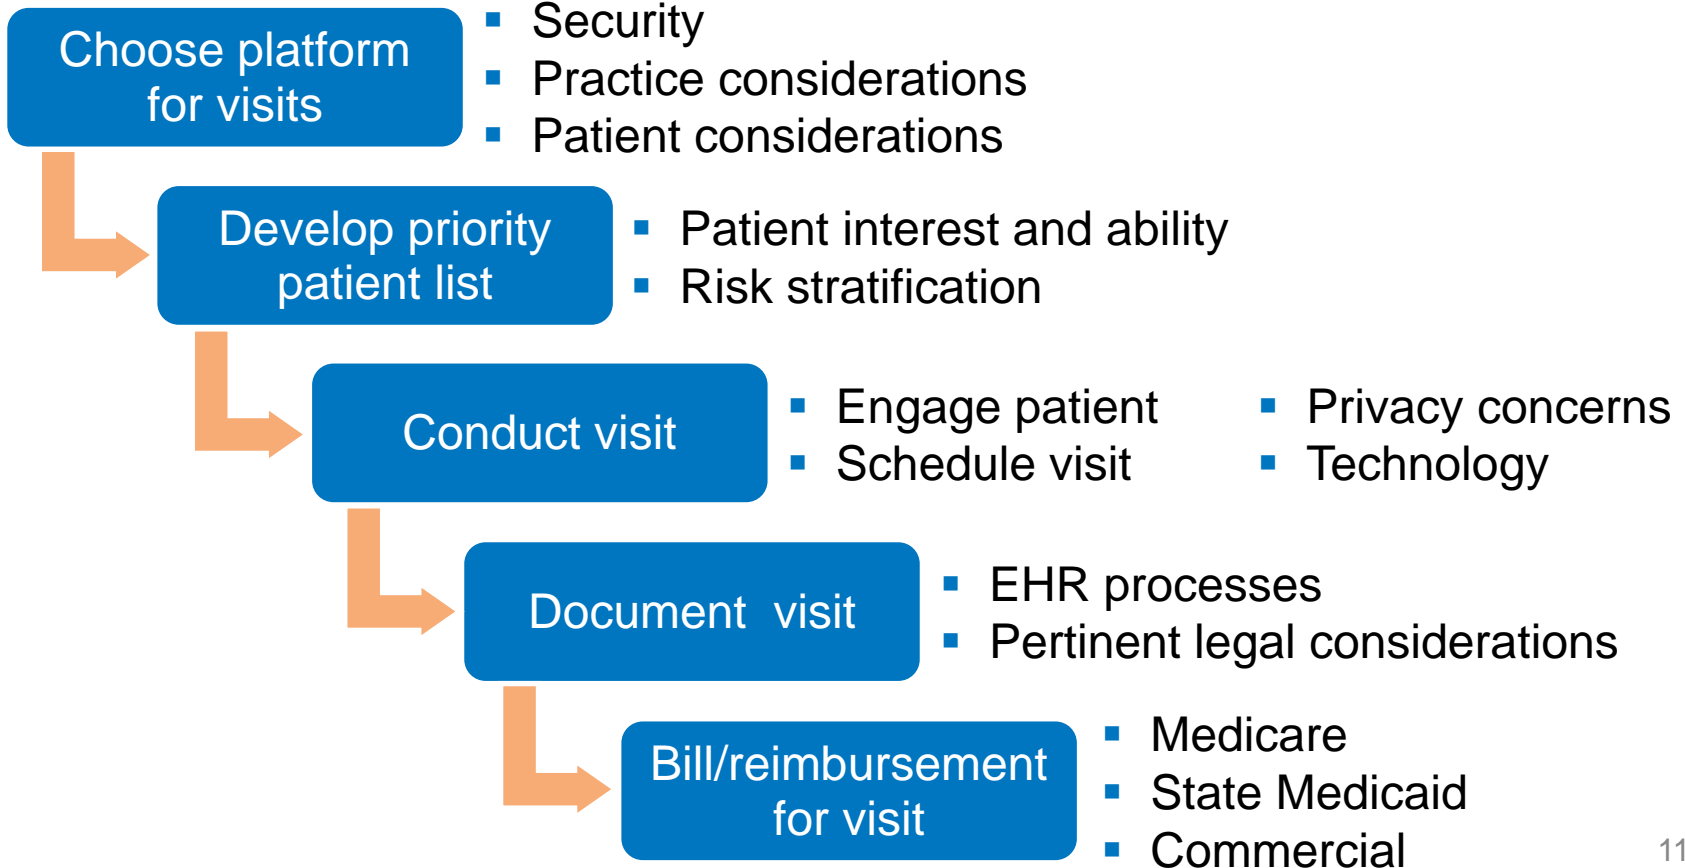 Choose platform
for visits
Security
Practice considerations
Patient considerations
Develop priority
patient list
Patient interest and ability
Risk stratification
Conduct visit
Engage patient
Schedule visit
Privacy concerns
Technology
Document visit
EHR processes
Pertinent legal considerations
Bill/reimbursement
for visit
Medicare
State Medicaid
Commercial
11